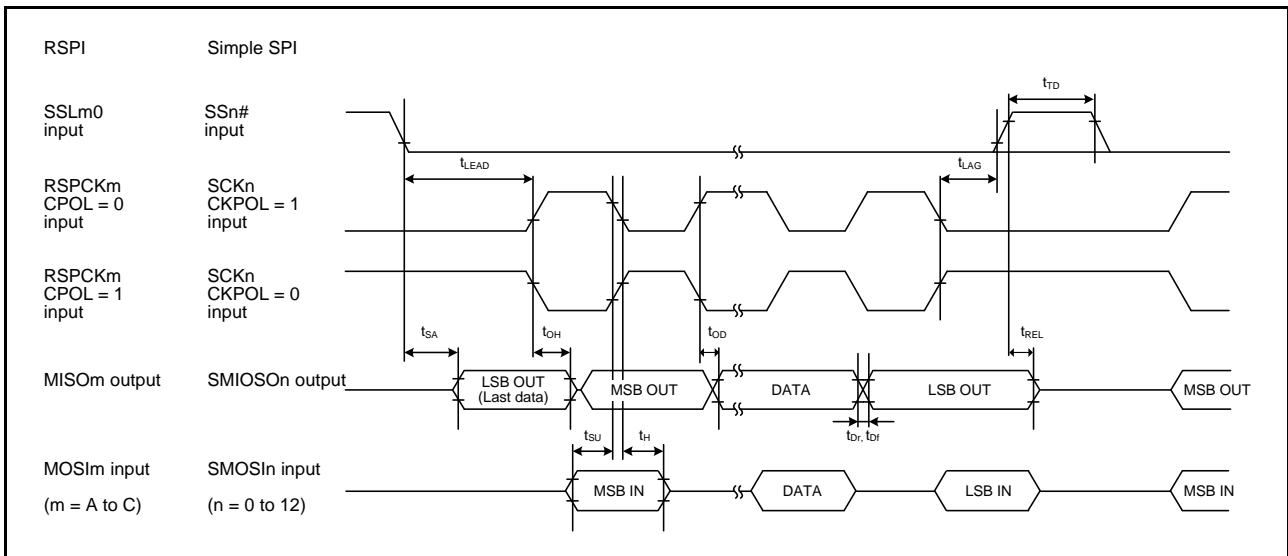 RSPI Simple SPI
tTD
SSLm0 SSn#
input input
tLEAD tLAG
RSPCKm SCKn
CPOL = 0 CKPOL = 1
input input
RSPCKm SCKn
CPOL = 1 CKPOL = 0
input input
tSA tOH tOD tREL
MISOm output SMIOSOn output
LSB OUT
(Last data)
MSB OUT DATA LSB OUT MSB OUT
tSU tH tDr, tDf
MOSIm input SMOSIn input
MSB IN DATA LSB IN MSB IN
(m = A to C) (n = 0 to 12)